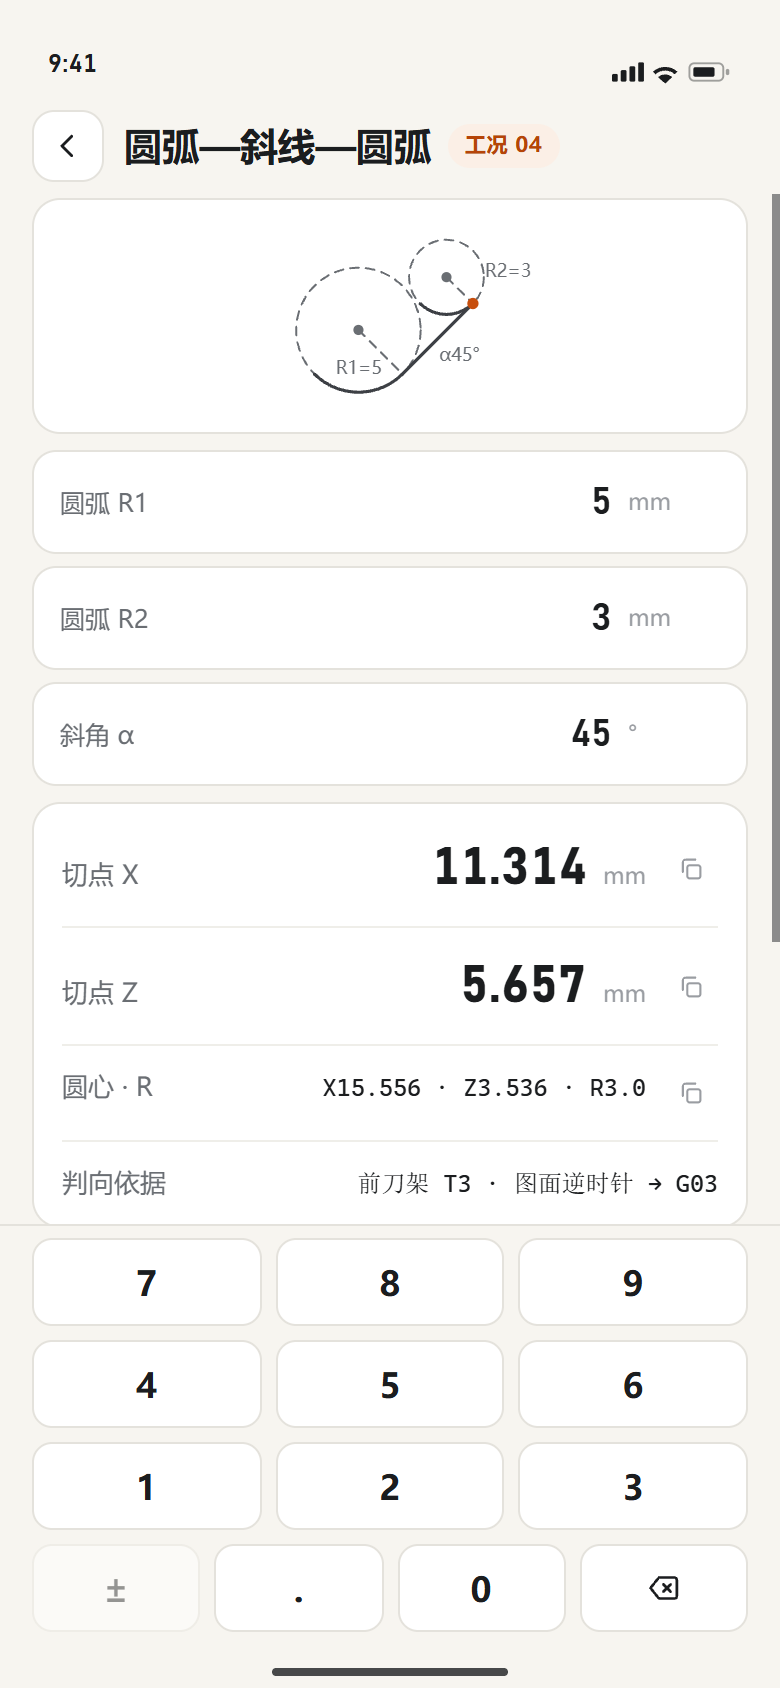 9:41
圆弧—斜线—圆弧 工况 04
R2=3
α45°
R1=5
圆弧 R1 5 mm
圆弧 R2 3 mm
斜角 α 45 °
切点 X 11.314 mm
切点 Z 5.657 mm
圆心 · R X15.556 · Z3.536 · R3.0
判向依据 前刀架 T3 · 图面逆时针 → G03
7 8 9
4 5 6
1 2 3
± . 0